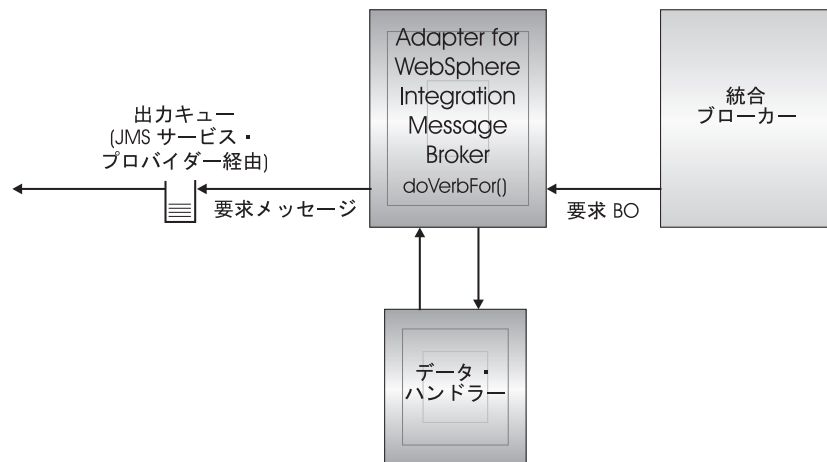 Adapter for
WebSphere
Integration
Message
Broker
doVerbFor()
統合
ブローカー
出力キュー
(JMS サービス・
プロバイダー経由)
要求メッセージ
要求 BO
データ・
ハンドラー